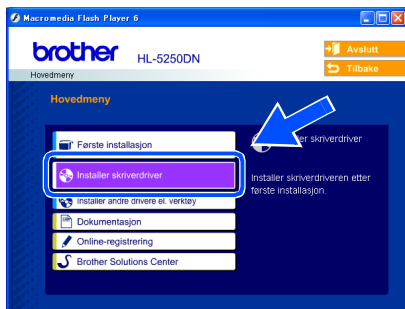 Macromedia Flash Player 6
brother HL-5250DN
Avslutt
Tilbake
Hovedmeny
Hovedmeny
Første installasjon
Installer skriverdriver
Installer andre drivere el. verktøy
Dokumentasjon
Online-registrering
Brother Solutions Center
skriverdriver
Installer skriverdriveren etter
første installasjon.